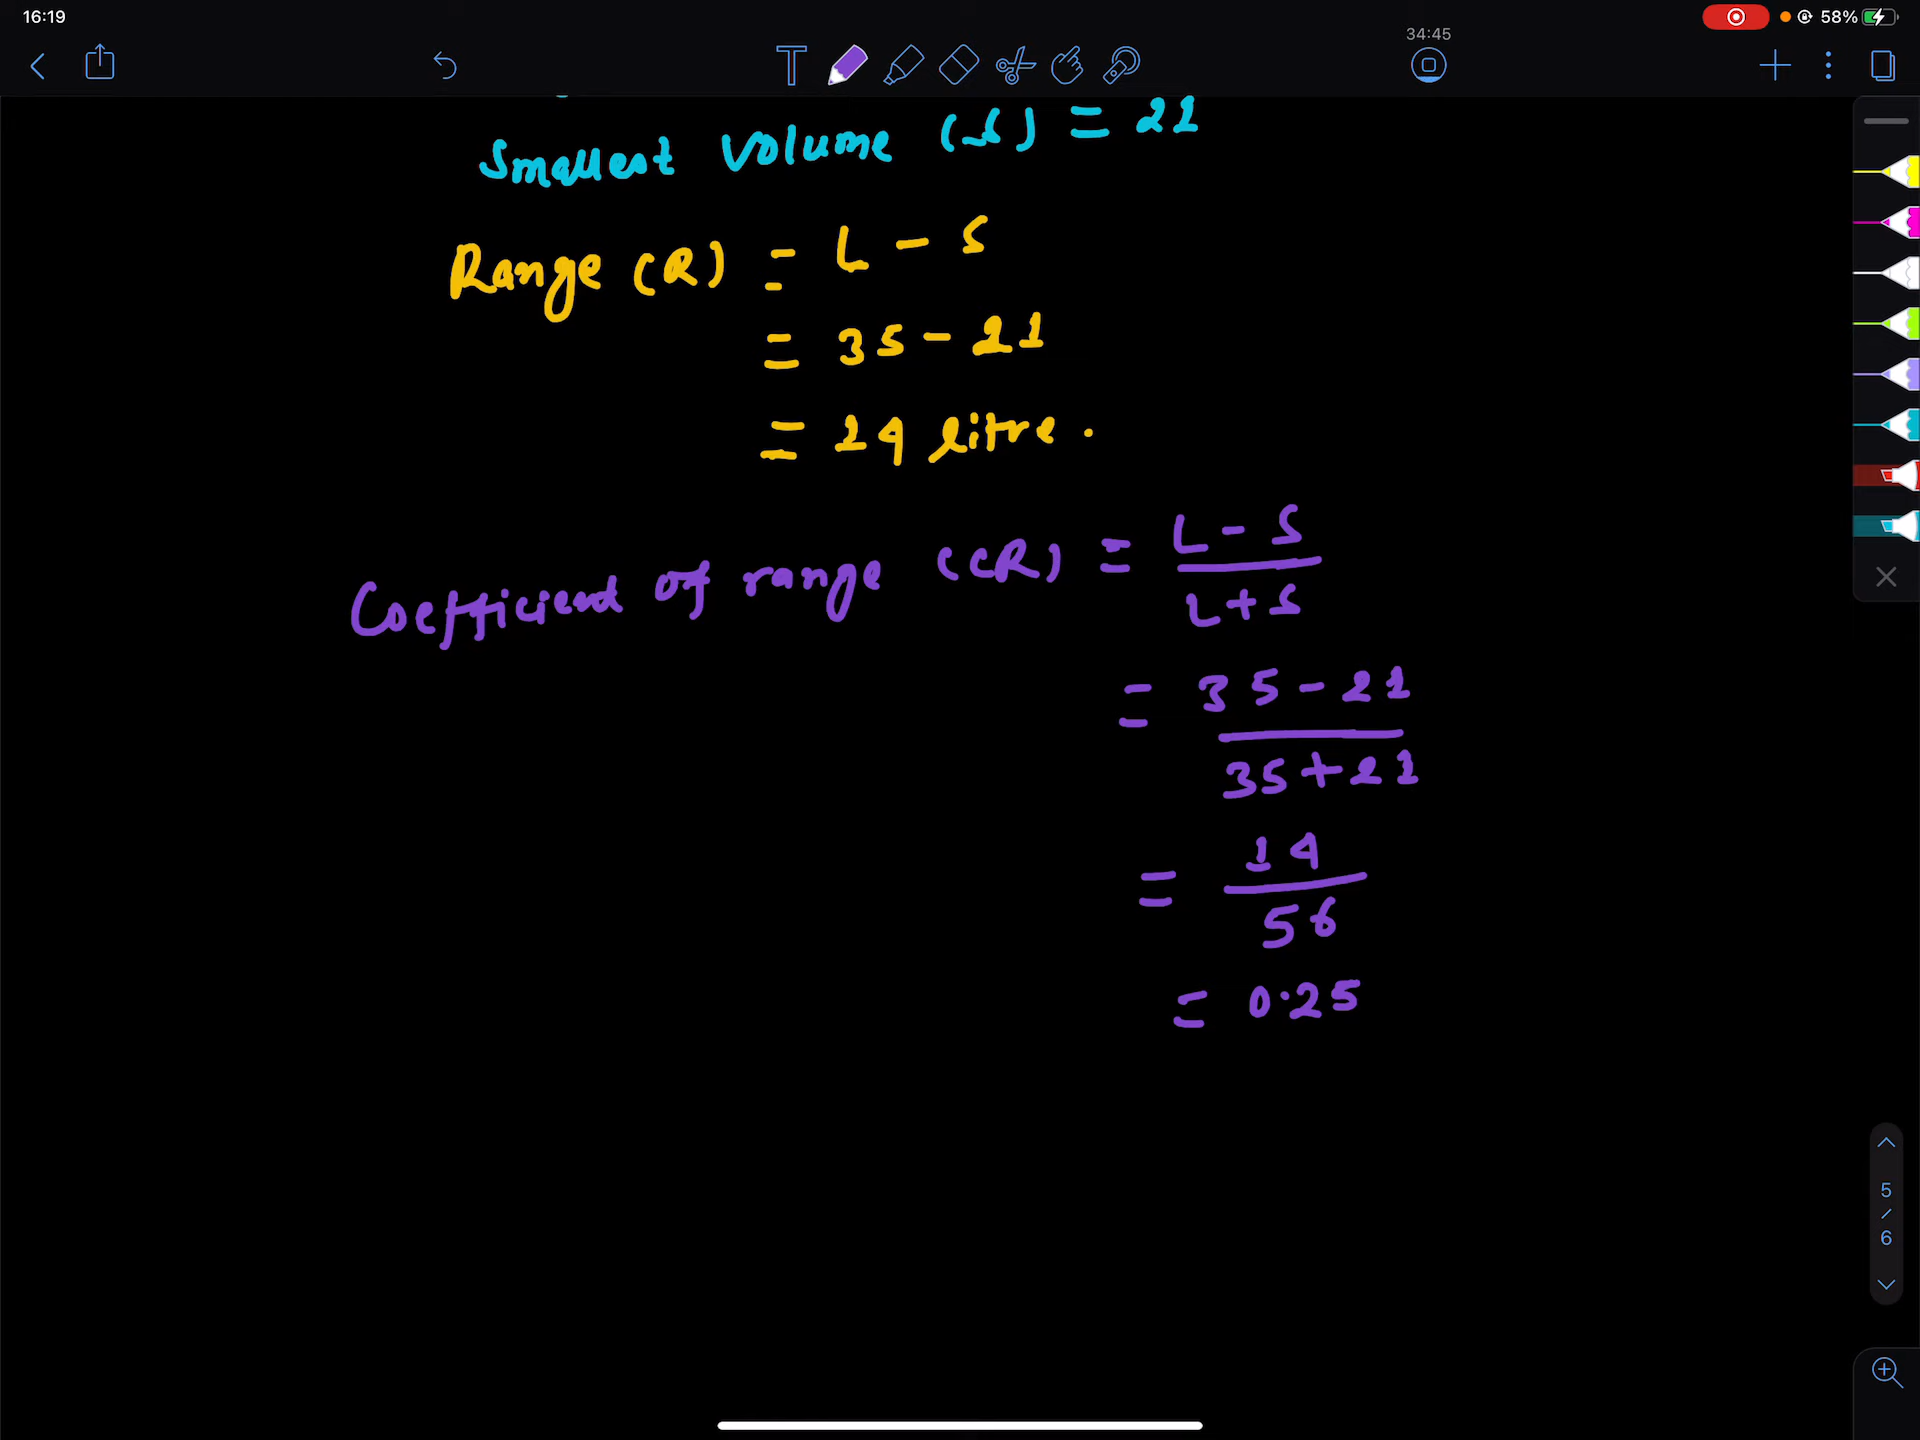 16:19
58%
34:45
Smallest volume (S) = 21
Range (R) = L - S
= 35 - 21
= 14 litre.
Coefficient of range (CR) = L - S / L + S
= 35 - 21 / 35 + 21
= 14 / 56
= 0.25
5 / 6